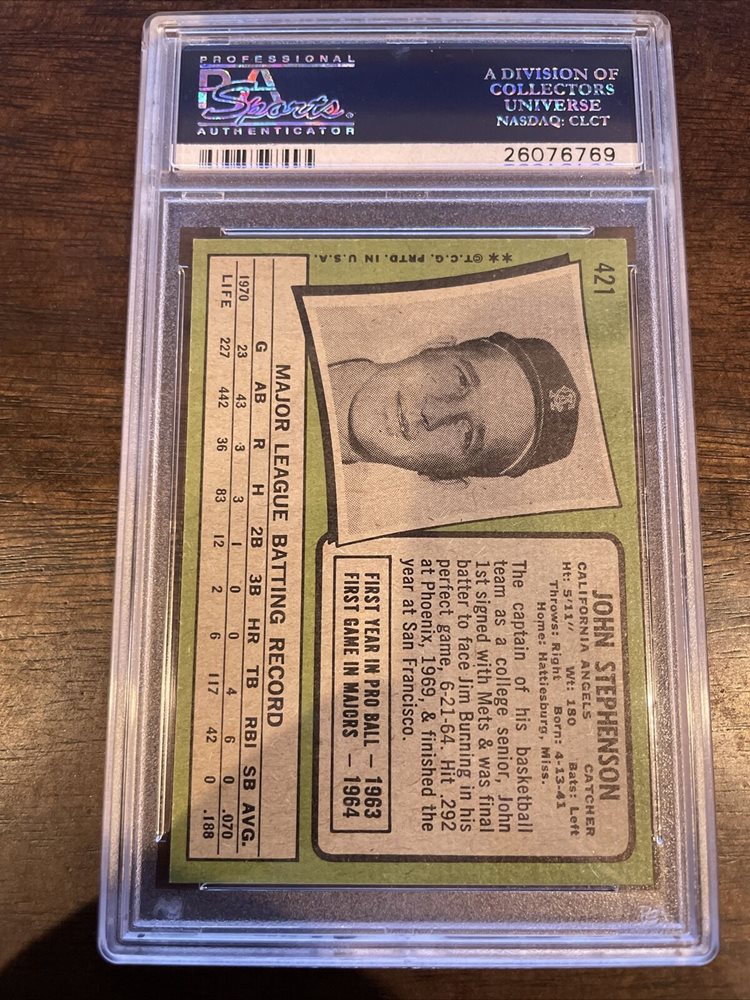 PROFESSIONAL
PSA
Sports
AUTHENTICATOR
A DIVISION OF
COLLECTORS
UNIVERSE
NASDAQ: CLCT
26076769
421
**©T.C.G. PRTD. IN U.S.A.
JOHN STEPHENSON
CALIFORNIA ANGELS CATCHER
Ht: 5'11" Wt: 180 Bats: Left
Throws: Right Born: 4-13-41
Home: Hattiesburg, Miss.
The captain of his basketball
team as a college senior, John
1st signed with Mets & was final
batter to face Jim Bunning in his
perfect game, 6-21-64. Hit .292
at Phoenix, 1969, & finished the
year at San Francisco.
FIRST YEAR IN PRO BALL — 1963
FIRST GAME IN MAJORS — 1964
MAJOR LEAGUE BATTING RECORD
G AB R H 2B 3B HR TB RBI SB AVG.
1970 23 43 3 3 1 0 0 4 6 0 .070
LIFE 227 442 36 83 12 2 6 117 42 0 .188